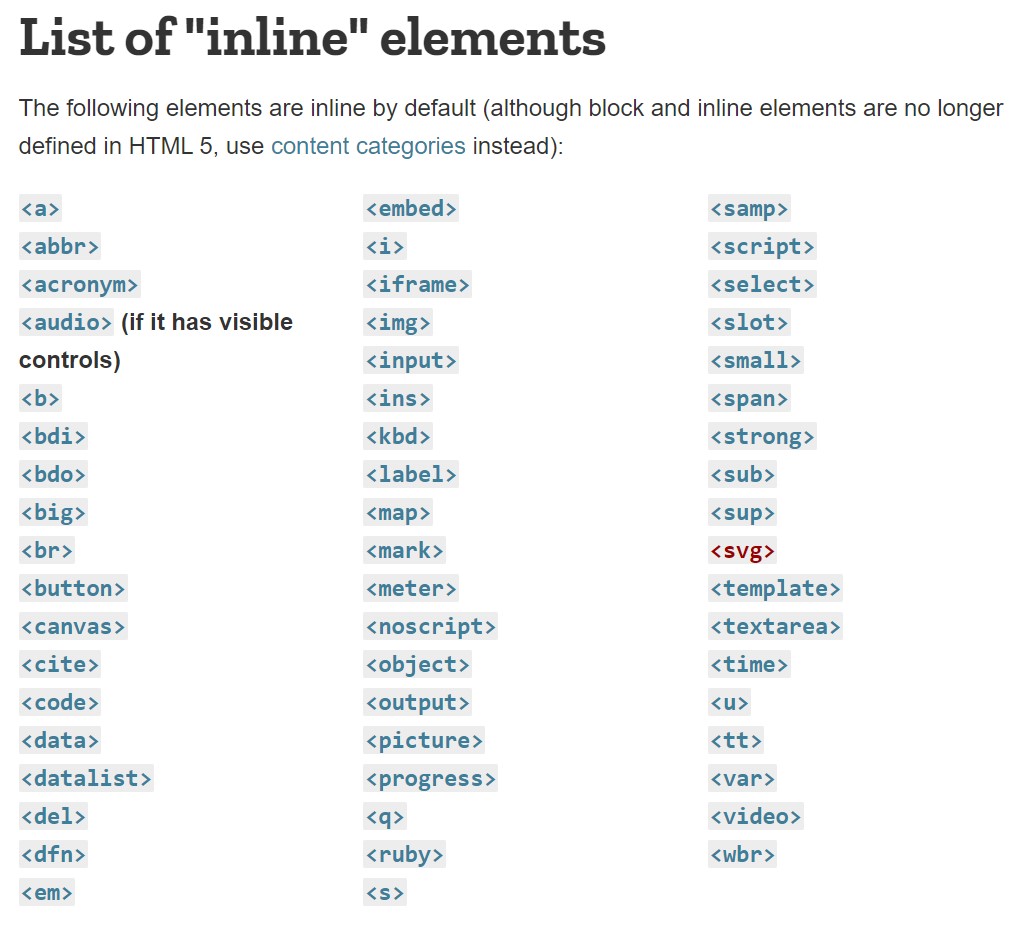 List of "inline" elements
The following elements are inline by default (although block and inline elements are no longer
defined in HTML 5, use content categories instead):
<a>
<abbr>
<acronym>
<audio> (if it has visible
controls)
<b>
<bdi>
<bdo>
<big>
<br>
<button>
<canvas>
<cite>
<code>
<data>
<datalist>
<del>
<dfn>
<em>
<embed>
<i>
<iframe>
<img>
<input>
<ins>
<kbd>
<label>
<map>
<mark>
<meter>
<noscript>
<object>
<output>
<picture>
<progress>
<q>
<ruby>
<s>
<samp>
<script>
<select>
<slot>
<small>
<span>
<strong>
<sub>
<sup>
<svg>
<template>
<textarea>
<time>
<u>
<tt>
<var>
<video>
<wbr>